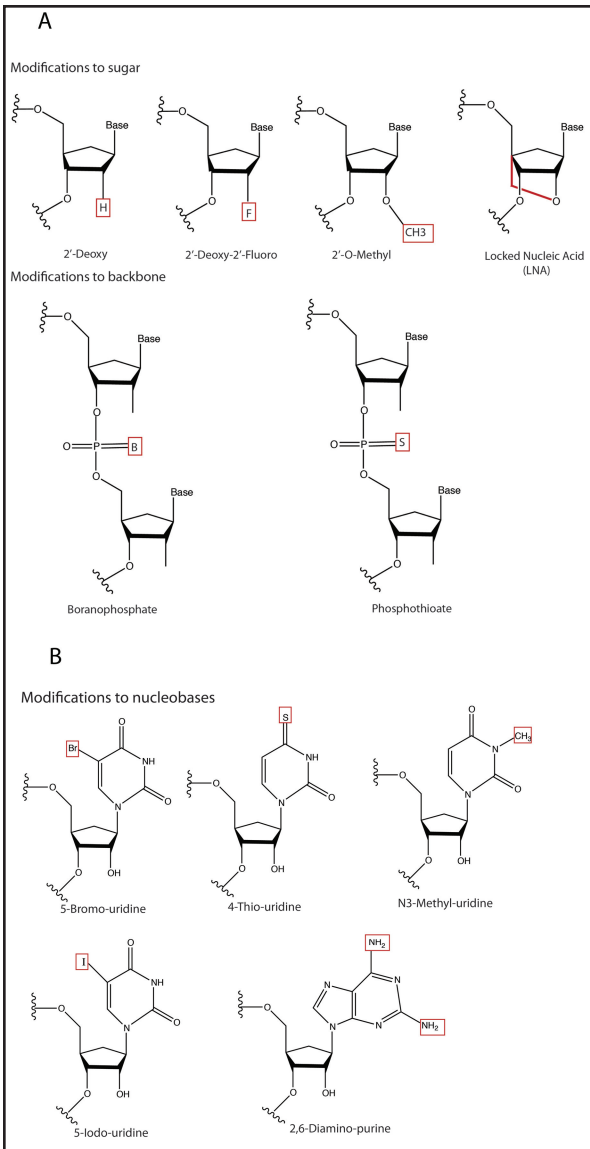 A
Modifications to sugar
O Base O H
2'-Deoxy
O Base O F
2'-Deoxy-2'-Fluoro
O Base O O CH3
2'-O-Methyl
O Base O O
Locked Nucleic Acid
(LNA)
Modifications to backbone
O Base
O
O P B
O
Base
O
Boranophosphate
O Base
O
O P S
O
Base
O
Phosphothioate
B
Modifications to nucleobases
O
Br NH
N O
O
O OH
5-Bromo-uridine
S
NH
N O
O
O OH
4-Thio-uridine
O
N CH3
N O
O
O OH
N3-Methyl-uridine
O
I NH
N O
O
O OH
5-Iodo-uridine
NH2
N N
N N NH2
O
O OH
2,6-Diamino-purine